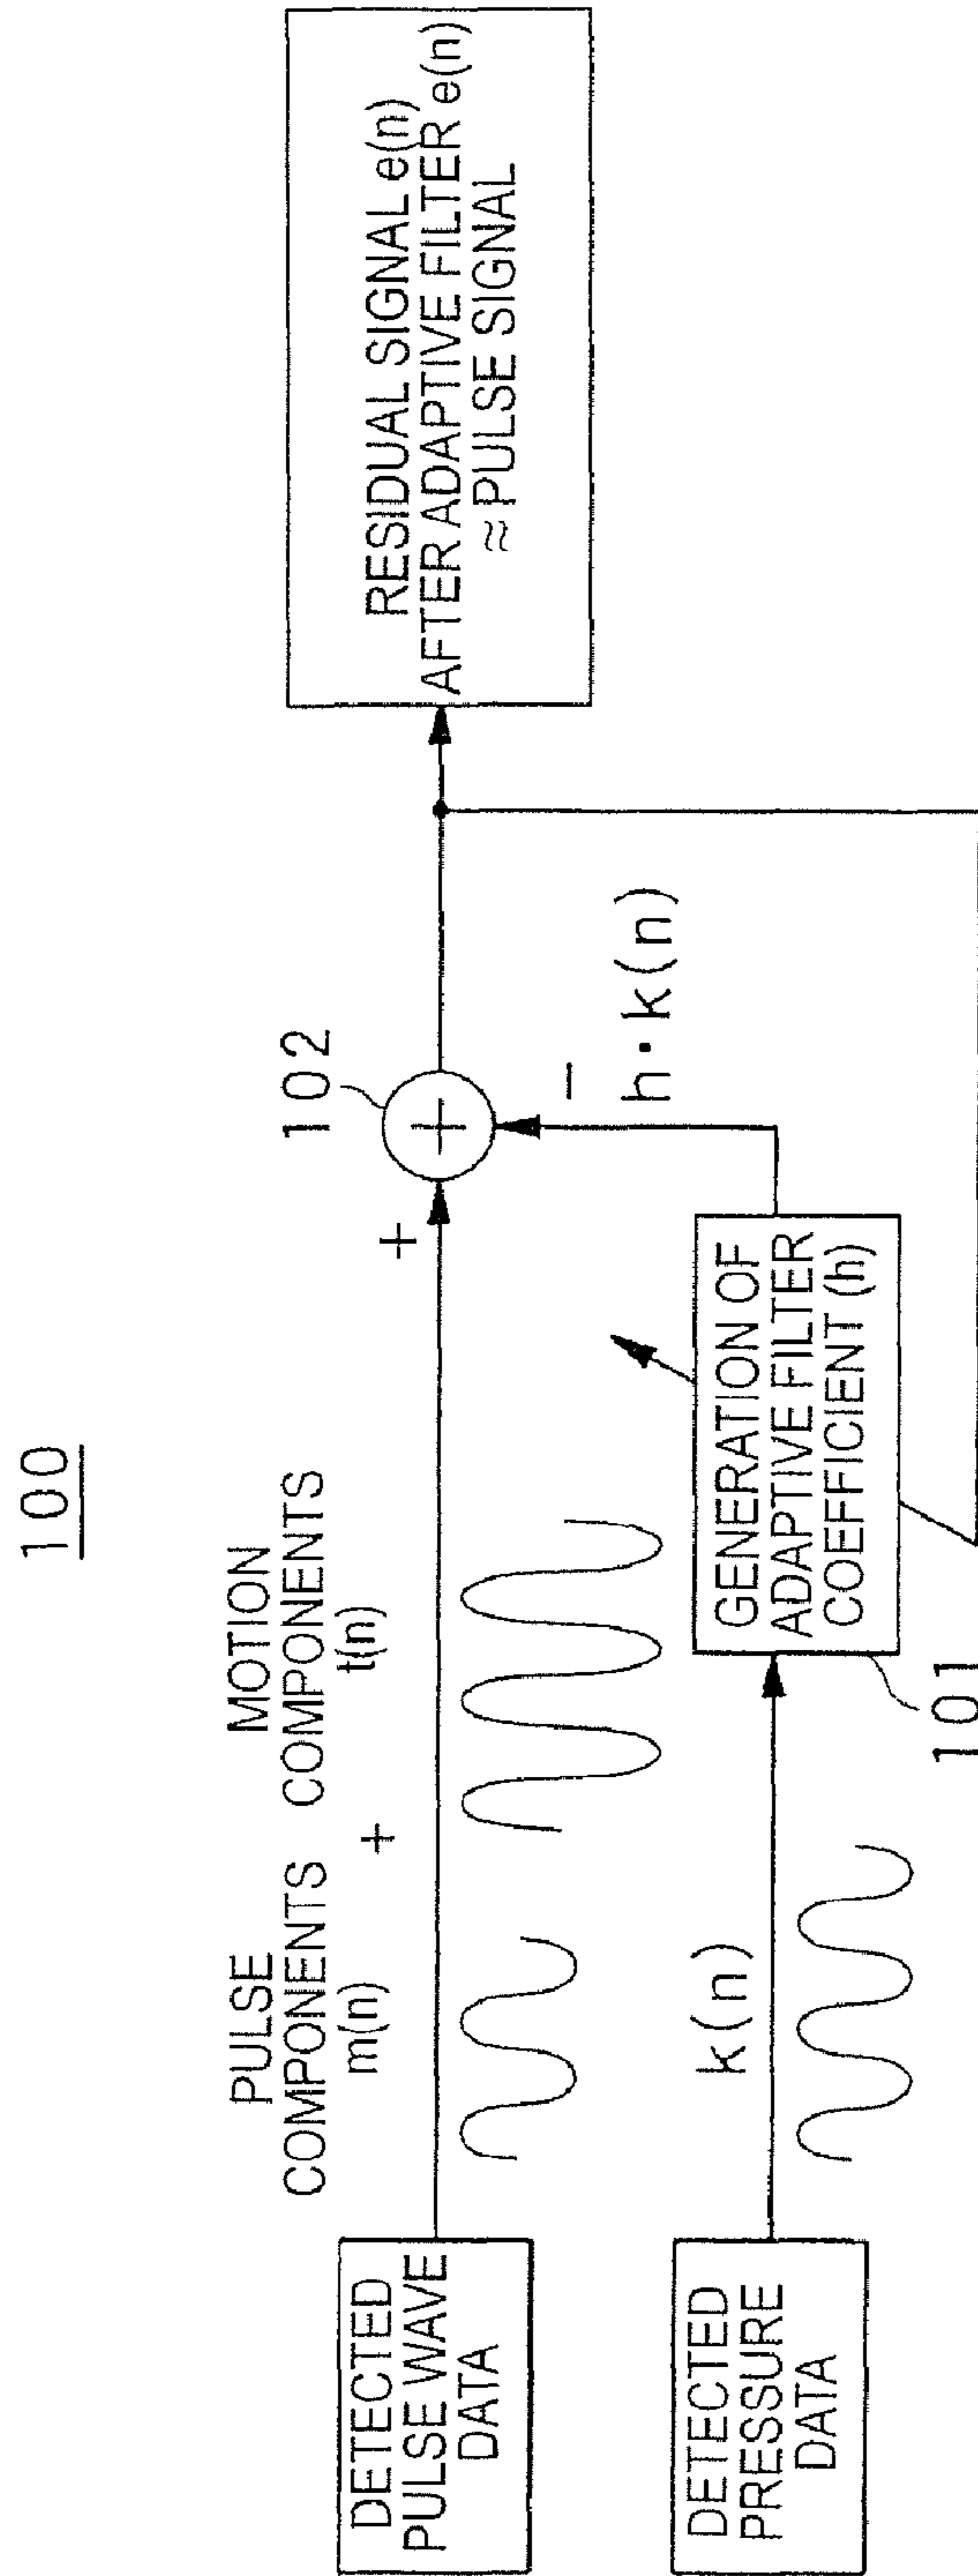 100
DETECTED
PULSE WAVE
DATA
PULSE
COMPONENTS
m(n)
+
MOTION
COMPONENTS
t(n)
+
102
+
RESIDUAL SIGNAL e(n)
AFTER ADAPTIVE FILTER e(n)
≈ PULSE SIGNAL
DETECTED
PRESSURE
DATA
k(n)
GENERATION OF
ADAPTIVE FILTER
COEFFICIENT (h)
101
−
h・k(n)